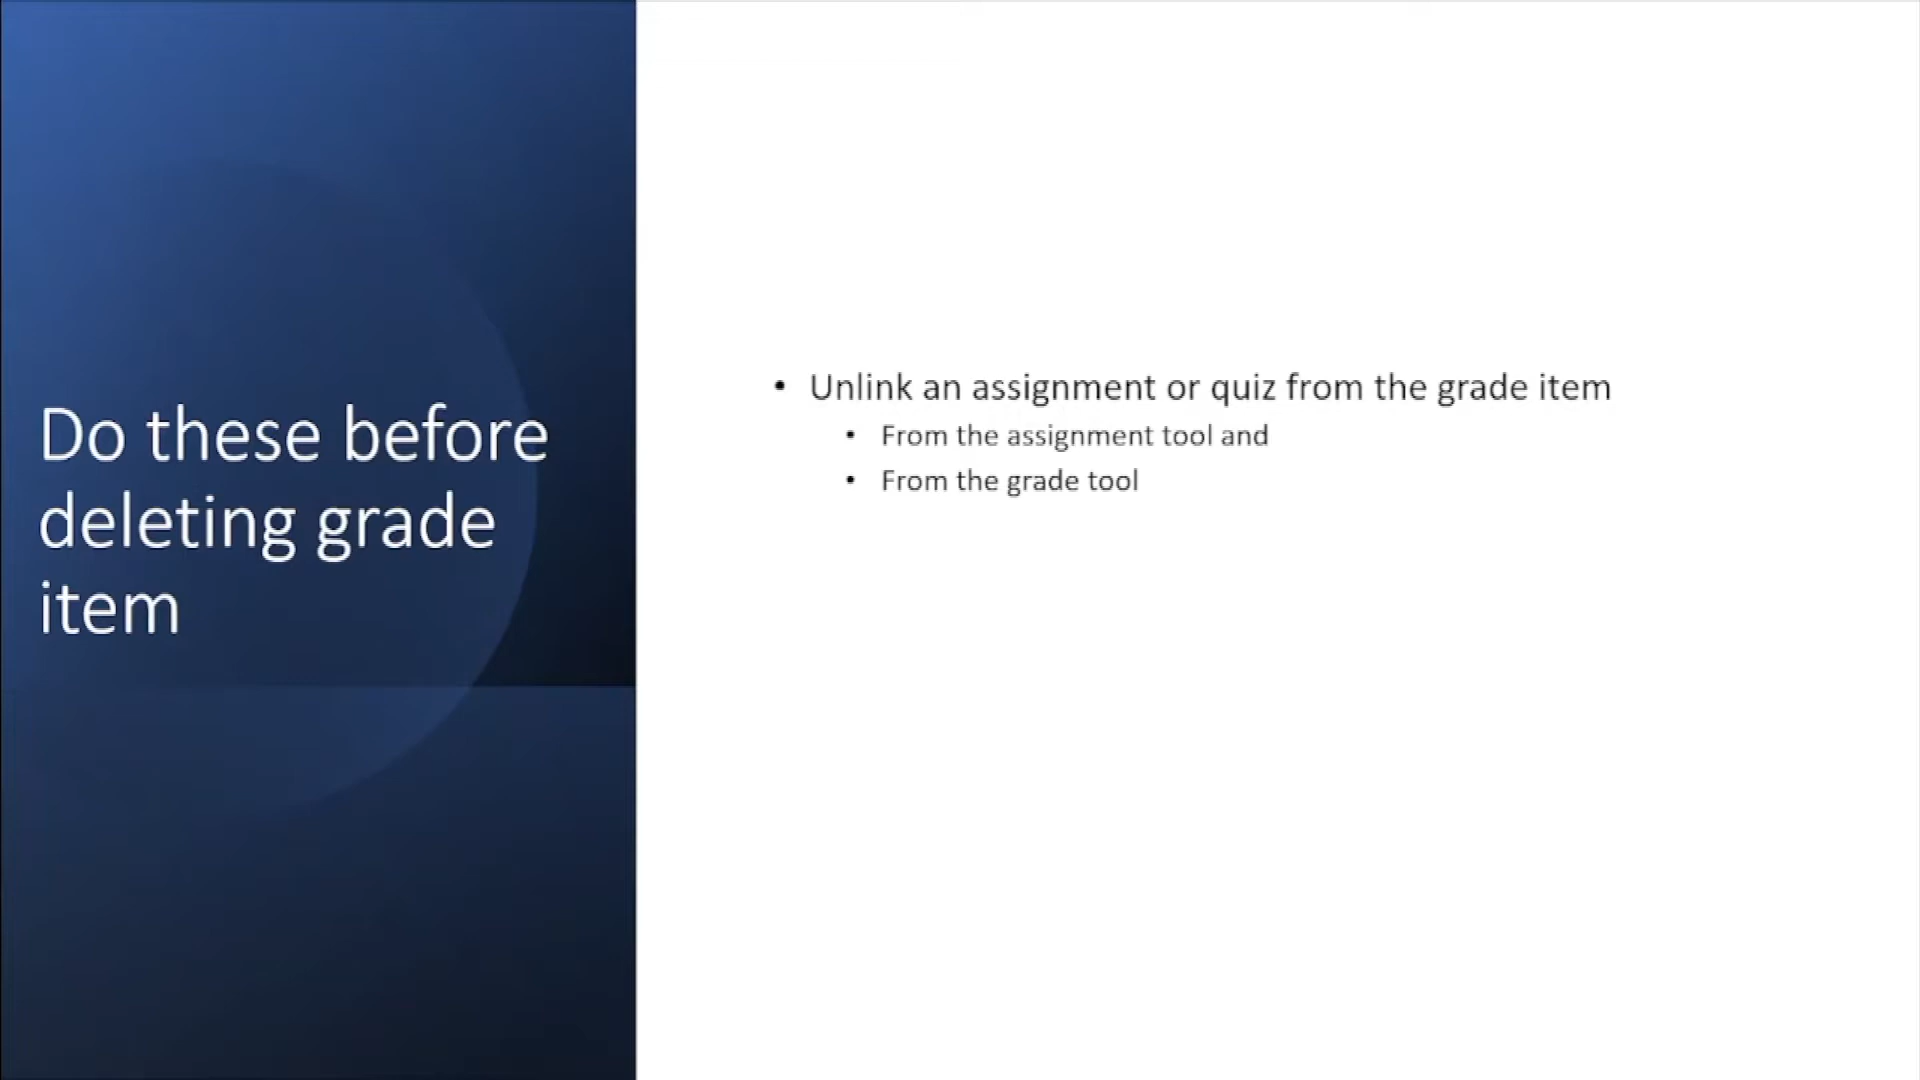 Do these before
deleting grade
item
• Unlink an assignment or quiz from the grade item
• From the assignment tool and
• From the grade tool